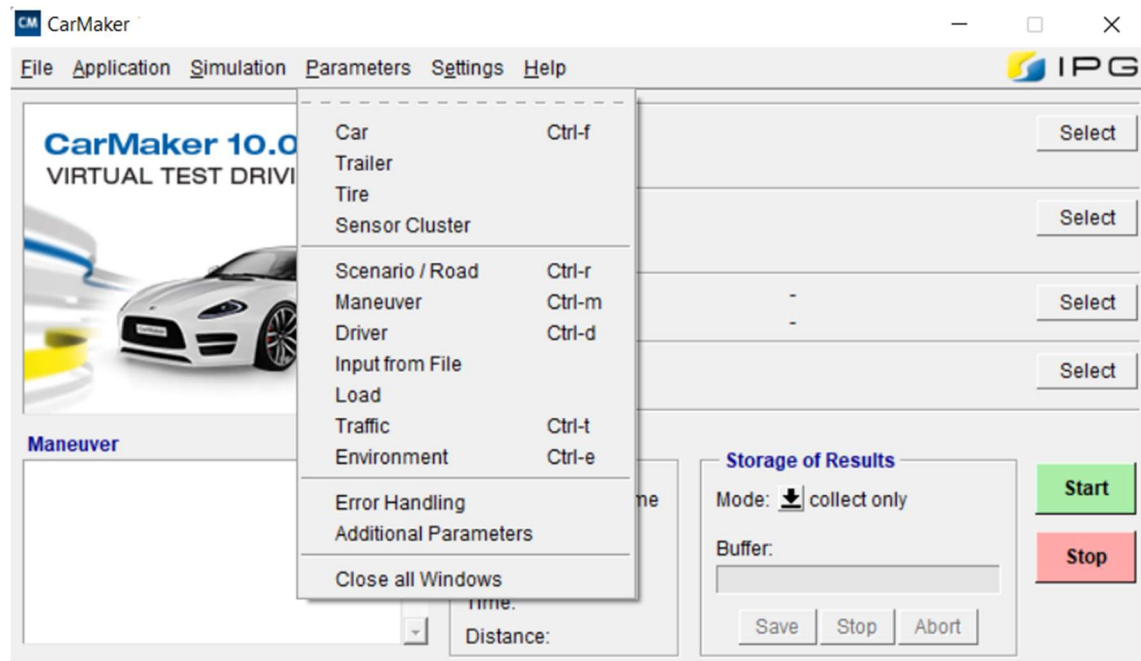 CM CarMaker
File Application Simulation Parameters Settings Help
IPG
CarMaker 10.0
VIRTUAL TEST DRIVI
Car Ctrl-f
Trailer
Tire
Sensor Cluster
Scenario / Road Ctrl-r
Maneuver Ctrl-m
Driver Ctrl-d
Input from File
Load
Traffic Ctrl-t
Environment Ctrl-e
Error Handling
Additional Parameters
Close all Windows
Select
Select
-
-
Select
Select
Maneuver
me
Time:
Distance:
Storage of Results
Mode: collect only
Buffer:
Save Stop Abort
Start
Stop